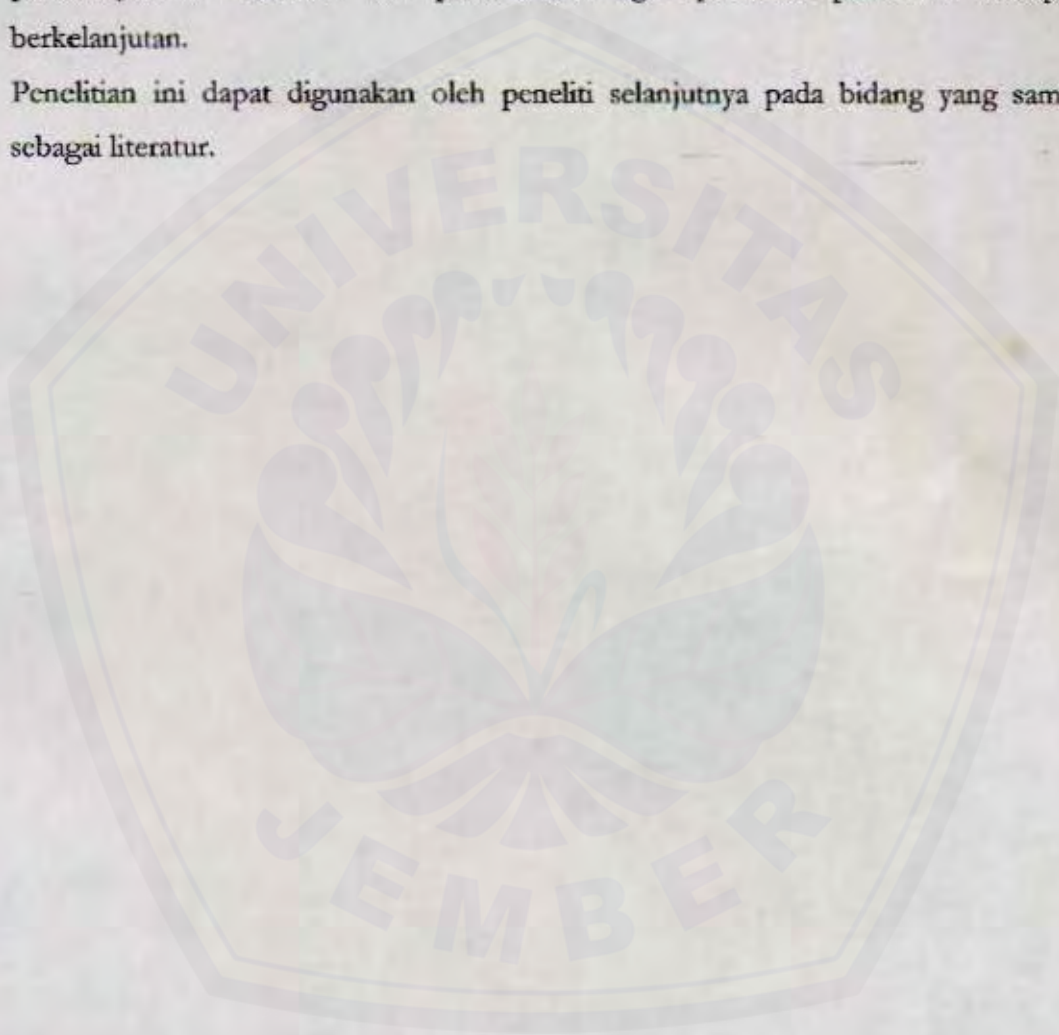 berkelanjutan.
Penelitian ini dapat digunakan oleh peneliti selanjutnya pada bidang yang sam
sebagai literatur.
UNIVERSITAS
JEMBER